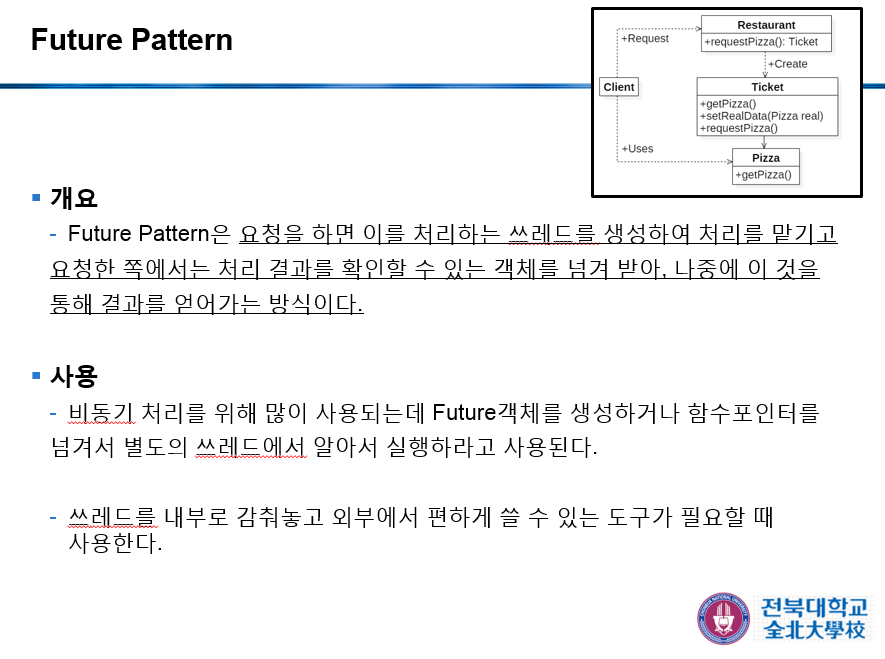 Future Pattern
Restaurant
+requestPizza(): Ticket
+Request
+Create
Client
Ticket
+getPizza()
+setRealData(Pizza real)
+requestPizza()
+Uses
Pizza
+getPizza()
개요
- Future Pattern은 요청을 하면 이를 처리하는 쓰레드를 생성하여 처리를 맡기고
요청한 쪽에서는 처리 결과를 확인할 수 있는 객체를 넘겨 받아, 나중에 이 것을
통해 결과를 얻어가는 방식이다.
사용
- 비동기 처리를 위해 많이 사용되는데 Future객체를 생성하거나 함수포인터를
넘겨서 별도의 쓰레드에서 알아서 실행하라고 사용된다.
- 쓰레드를 내부로 감춰놓고 외부에서 편하게 쓸 수 있는 도구가 필요할 때
사용한다.
전북대학교
全北大學校